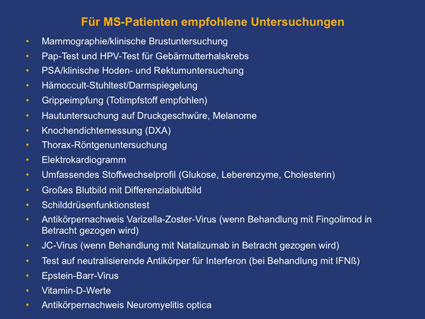 Für MS-Patienten empfohlene Untersuchungen
• Mammographie/klinische Brustuntersuchung
• Pap-Test und HPV-Test für Gebärmutterhalskrebs
• PSA/klinische Hoden- und Rektumuntersuchung
• Hämoccult-Stuhltest/Darmspiegelung
• Grippeimpfung (Totimpfstoff empfohlen)
• Hautuntersuchung auf Druckgeschwüre, Melanome
• Knochendichtemessung (DXA)
• Thorax-Röntgenuntersuchung
• Elektrokardiogramm
• Umfassendes Stoffwechselprofil (Glukose, Leberenzyme, Cholesterin)
• Großes Blutbild mit Differenzialblutbild
• Schilddrüsenfunktionstest
• Antikörpernachweis Varizella-Zoster-Virus (wenn Behandlung mit Fingolimod in
Betracht gezogen wird)
• JC-Virus (wenn Behandlung mit Natalizumab in Betracht gezogen wird)
• Test auf neutralisierende Antikörper für Interferon (bei Behandlung mit IFNß)
• Epstein-Barr-Virus
• Vitamin-D-Werte
• Antikörpernachweis Neuromyelitis optica